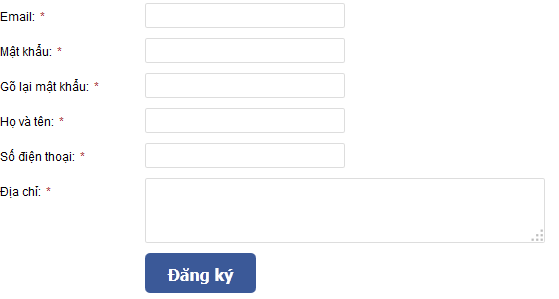 Email: *
Mật khẩu: *
Gõ lại mật khẩu: *
Họ và tên: *
Số điện thoại: *
Địa chỉ: *
Đăng ký